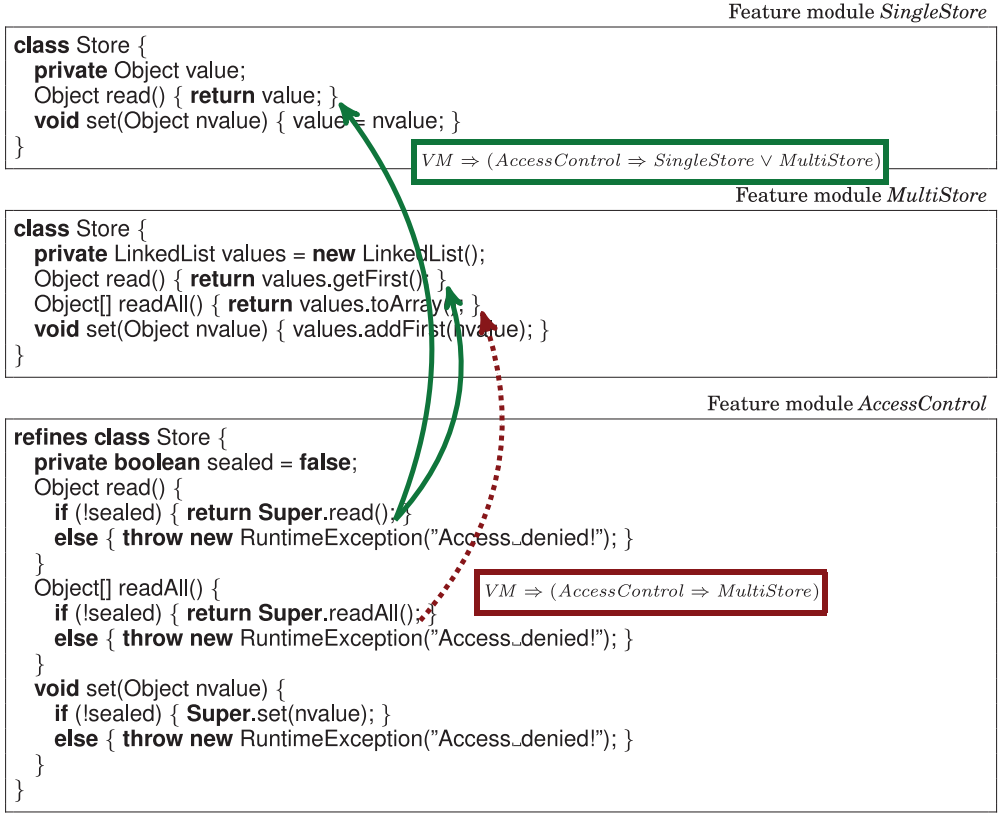 Feature module SingleStore
class Store {
private Object value;
Object read() { return value; }
void set(Object nvalue) { value = nvalue; }
}
VM ⇒ (AccessControl ⇒ SingleStore ∨ MultiStore)
Feature module MultiStore
class Store {
private LinkedList values = new LinkedList();
Object read() { return values.getFirst(); }
Object[] readAll() { return values.toArray(); }
void set(Object nvalue) { values.addFirst(nvalue); }
}
Feature module AccessControl
refines class Store {
private boolean sealed = false;
Object read() {
if (!sealed) { return Super.read(); }
else { throw new RuntimeException("Access␣denied!"); }
}
Object[] readAll() {
VM ⇒ (AccessControl ⇒ MultiStore)
if (!sealed) { return Super.readAll(); }
else { throw new RuntimeException("Access␣denied!"); }
}
void set(Object nvalue) {
if (!sealed) { Super.set(nvalue); }
else { throw new RuntimeException("Access␣denied!"); }
}
}